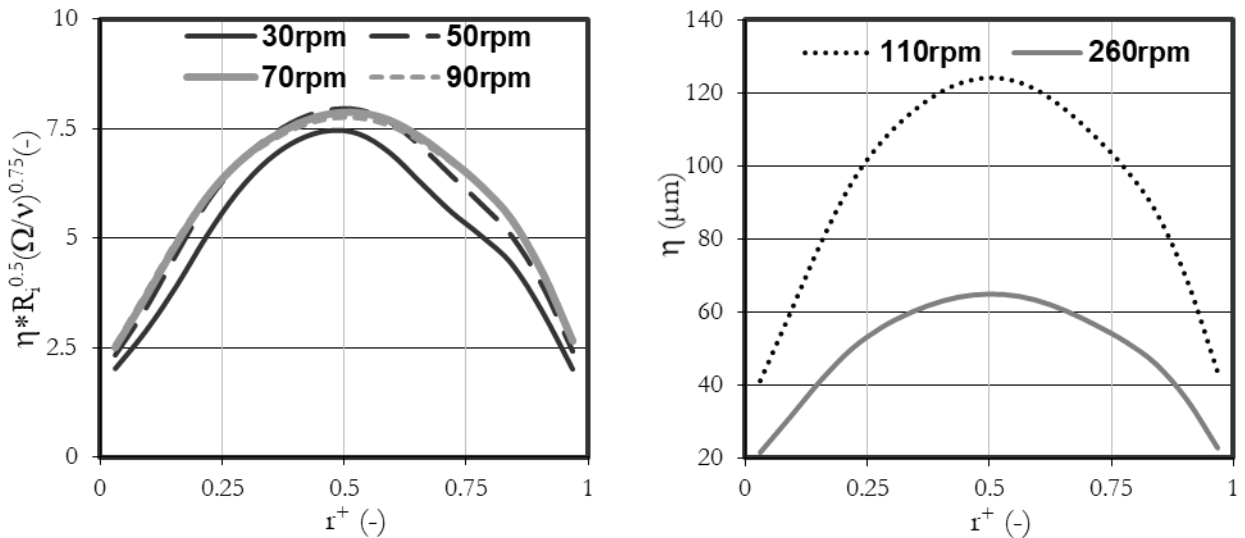 10
7.5
5
2.5
0
η*Rᵢ^0.5(Ω/ν)^0.75(-)
30rpm 50rpm
70rpm 90rpm
0 0.25 0.5 0.75 1
r⁺ (-)
140
120
100
80
60
40
20
η (μm)
110rpm 260rpm
0 0.25 0.5 0.75 1
r⁺ (-)